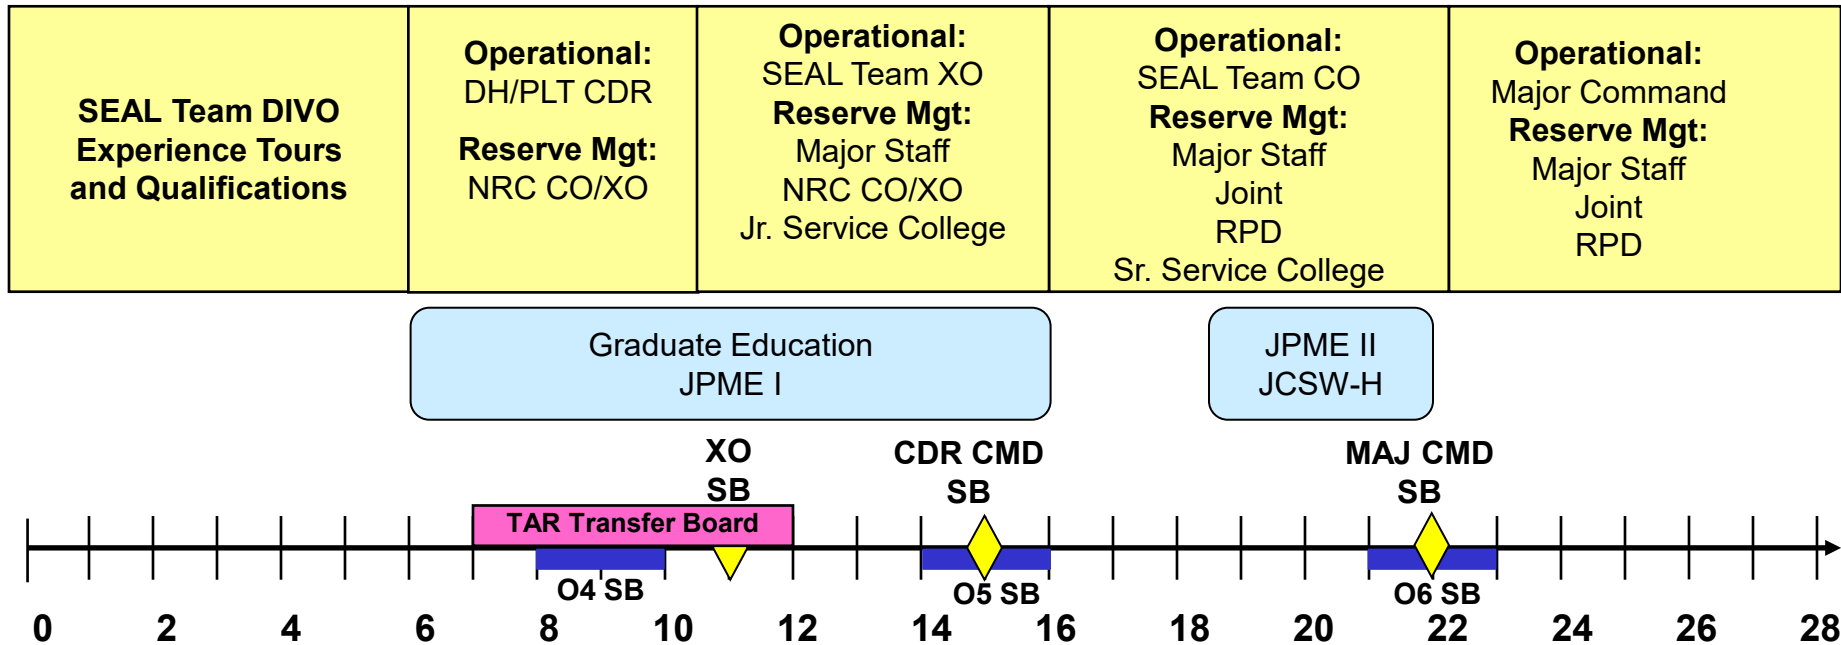 SEAL Team DIVO
Experience Tours
and Qualifications
Operational:
DH/PLT CDR
Reserve Mgt:
NRC CO/XO
Operational:
SEAL Team XO
Reserve Mgt:
Major Staff
NRC CO/XO
Jr. Service College
Operational:
SEAL Team CO
Reserve Mgt:
Major Staff
Joint
RPD
Sr. Service College
Operational:
Major Command
Reserve Mgt:
Major Staff
Joint
RPD
Graduate Education
JPME I
JPME II
JCSW-H
XO
SB
CDR CMD
SB
MAJ CMD
SB
TAR Transfer Board
O4 SB
O5 SB
O6 SB
0 2 4 6 8 10 12 14 16 18 20 22 24 26 28